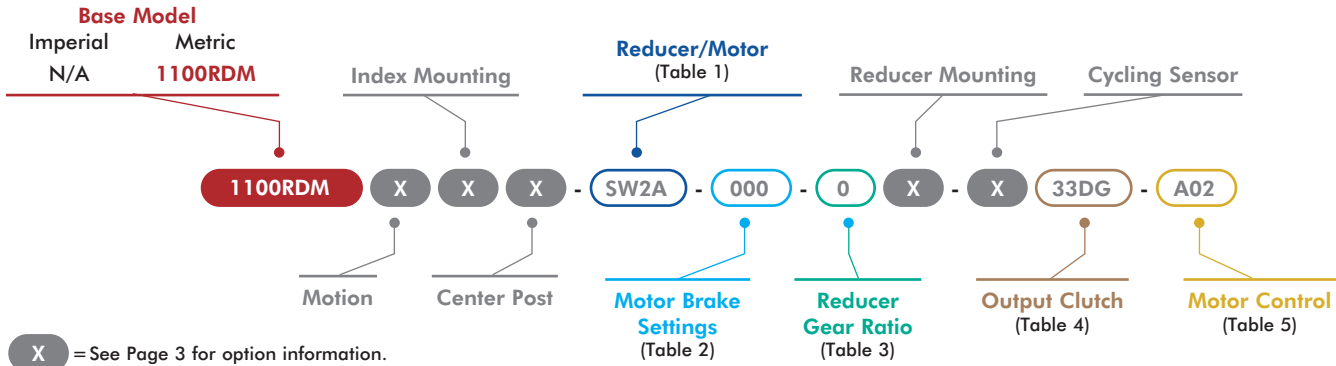 Base Model
Imperial Metric
N/A 1100RDM
Index Mounting
Reducer/Motor
(Table 1)
Reducer Mounting
Cycling Sensor
1100RDM X X X - SW2A - 000 - 0 X - X 33DG - A02
Motion
Center Post
Motor Brake
Settings
(Table 2)
Reducer
Gear Ratio
(Table 3)
Output Clutch
(Table 4)
Motor Control
(Table 5)
X = See Page 3 for option information.